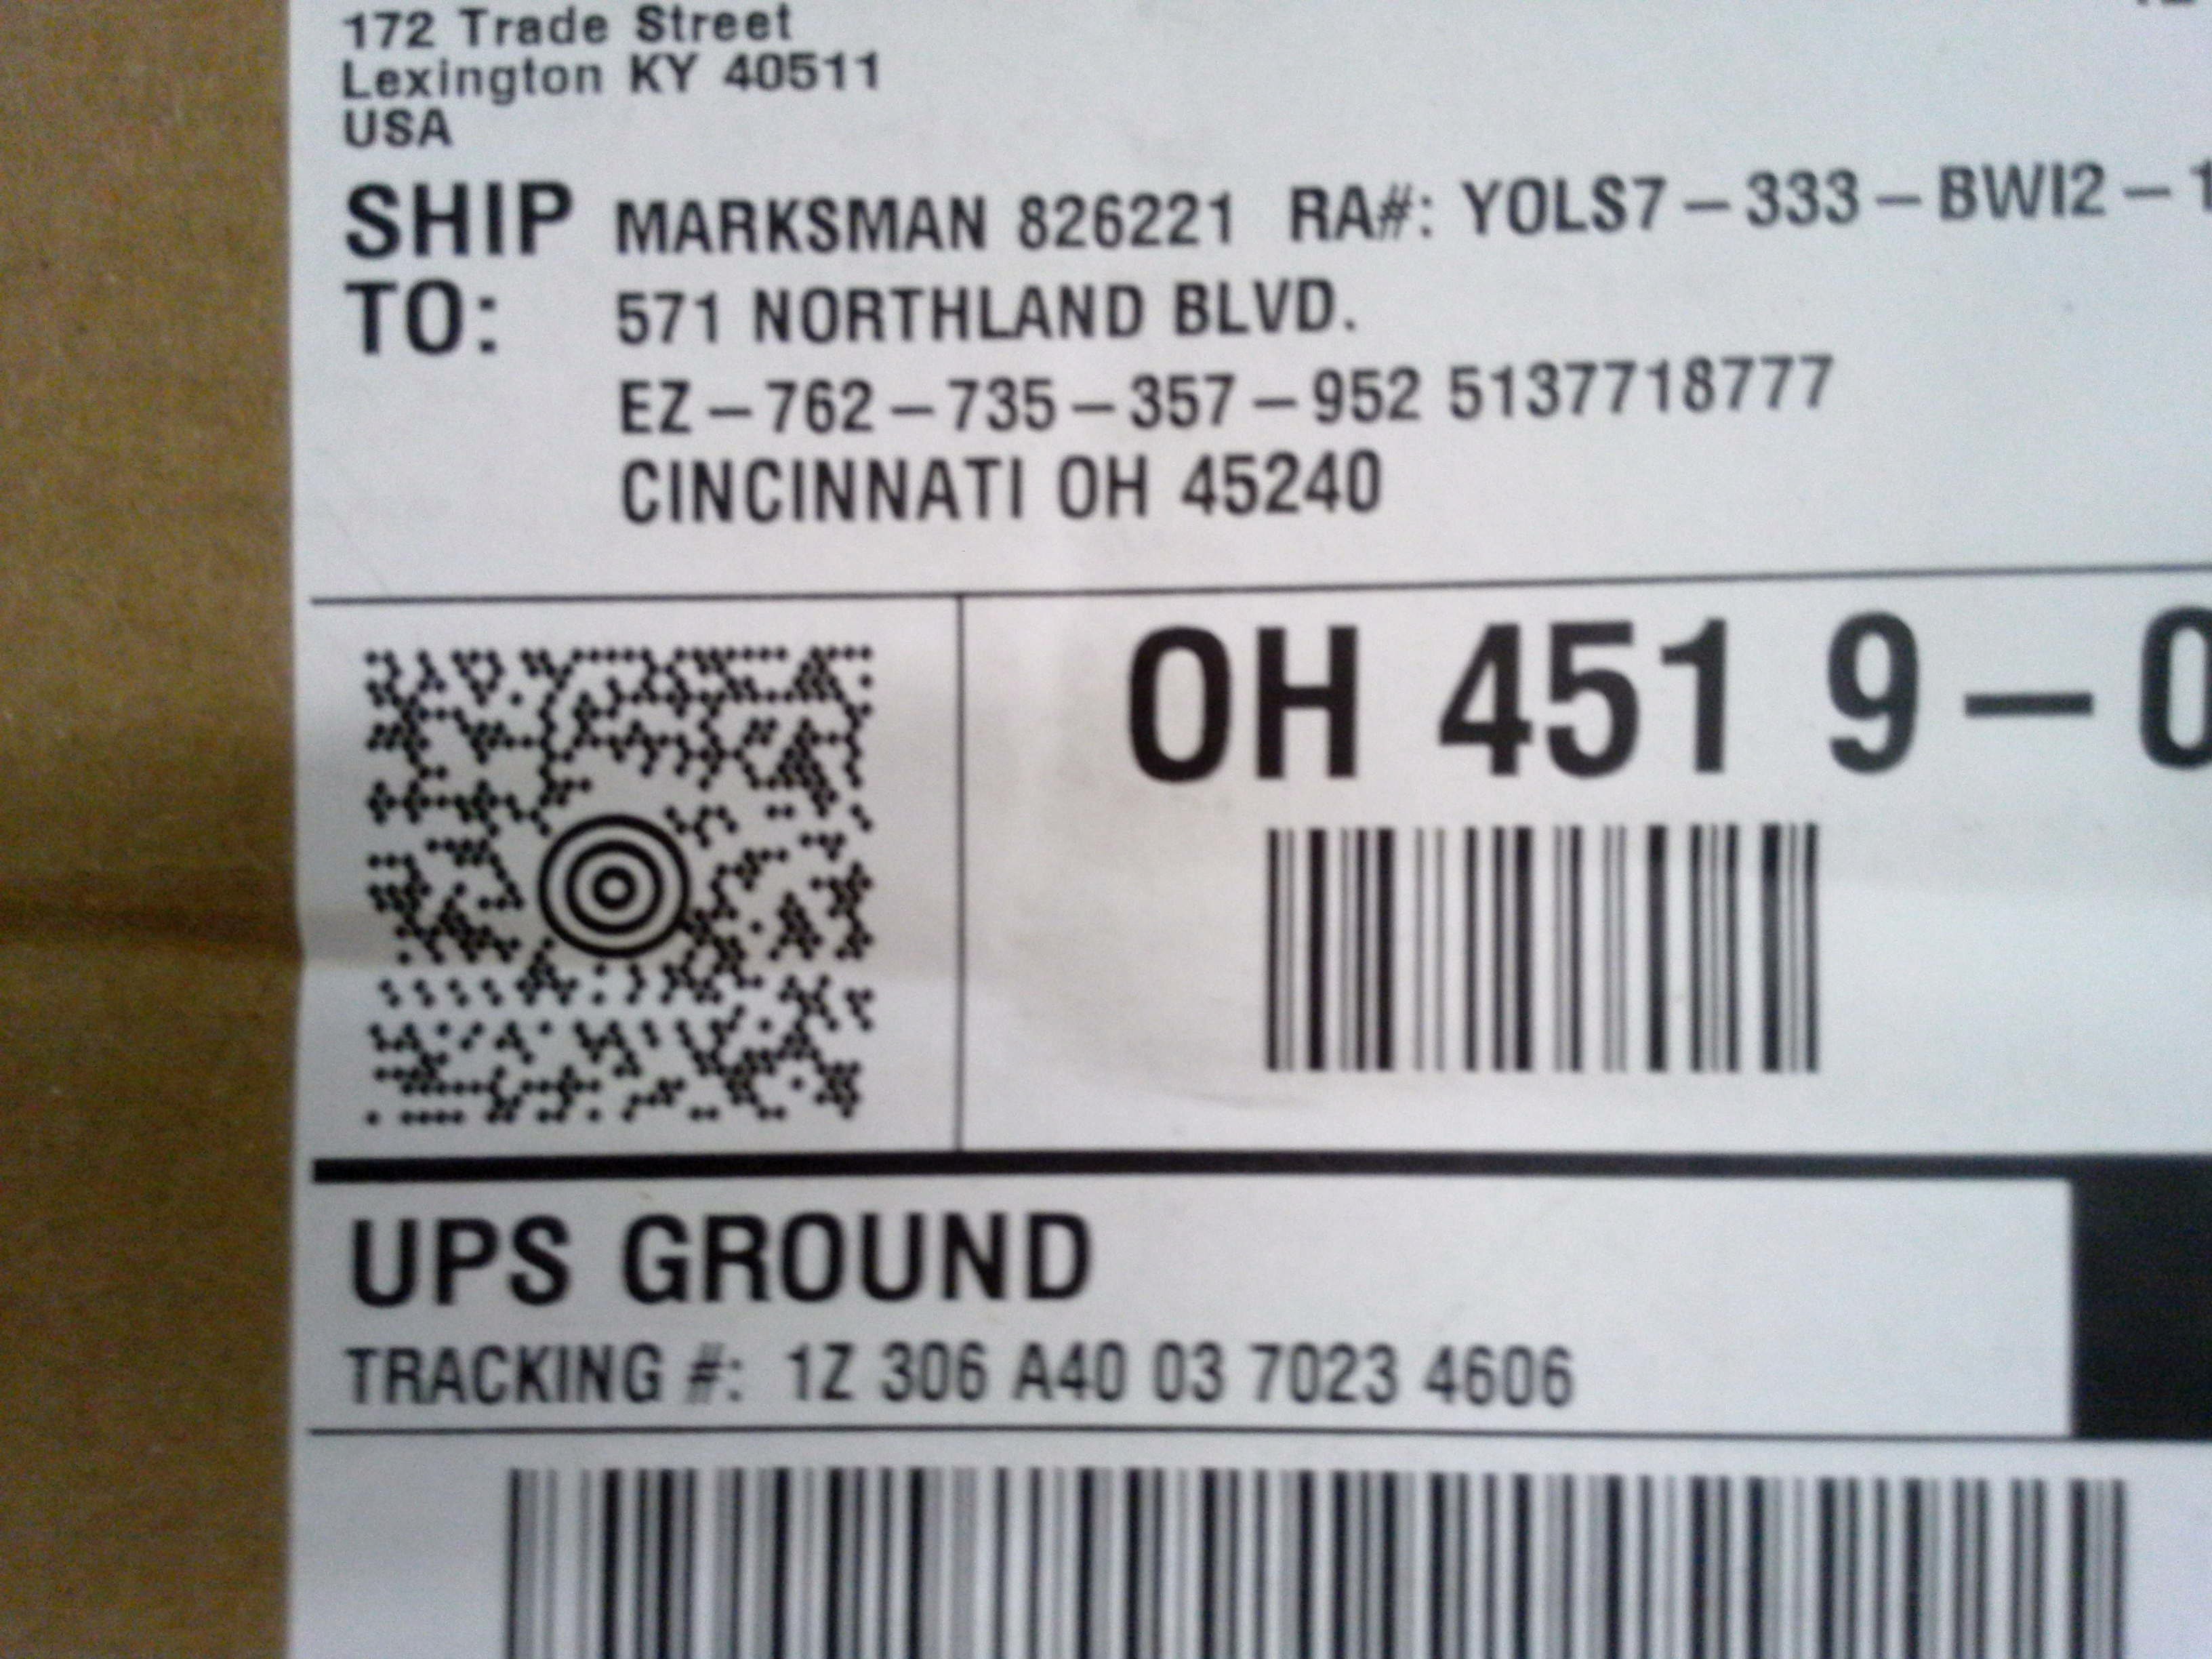 172 Trade Street
Lexington KY 40511
USA
SHIP TO:
MARKSMAN 826221 RA#: YOLS7-333-BWI2-1
571 NORTHLAND BLVD.
EZ-762-735-357-952 5137718777
CINCINNATI OH 45240
OH 451 9-0
UPS GROUND
TRACKING #: 1Z 306 A40 03 7023 4606